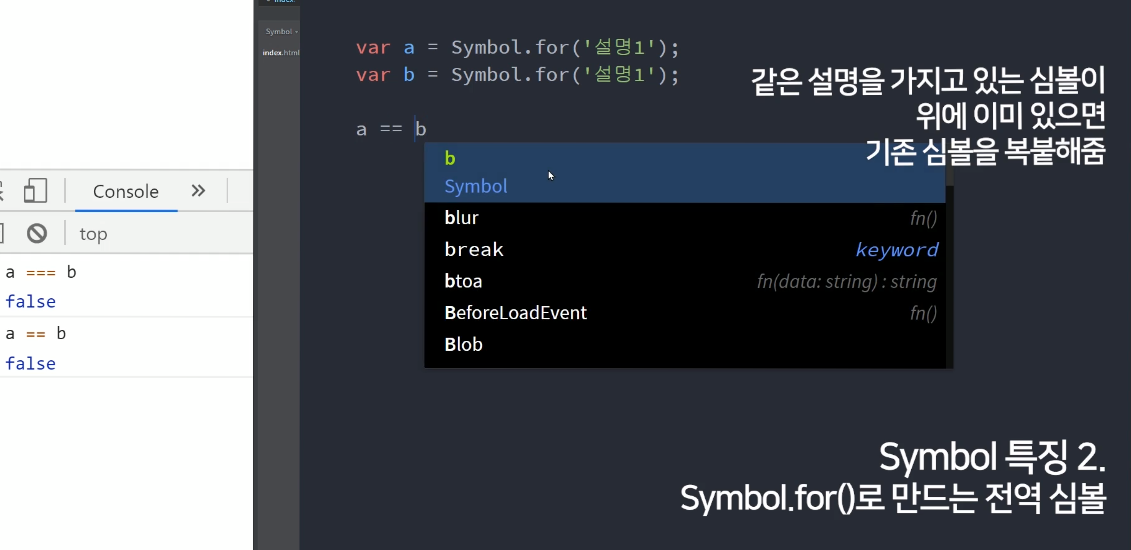 Symbol
index.html
var a = Symbol.for('설명1');
var b = Symbol.for('설명1');
a == b
같은 설명을 가지고 있는 심볼이
위에 이미 있으면
기존 심볼을 복붙해줌
b
Symbol
blur fn()
break keyword
btoa fn(data: string) : string
BeforeLoadEvent fn()
Blob
Console
top
a === b
false
a == b
false
Symbol 특징 2.
Symbol.for()로 만드는 전역 심볼